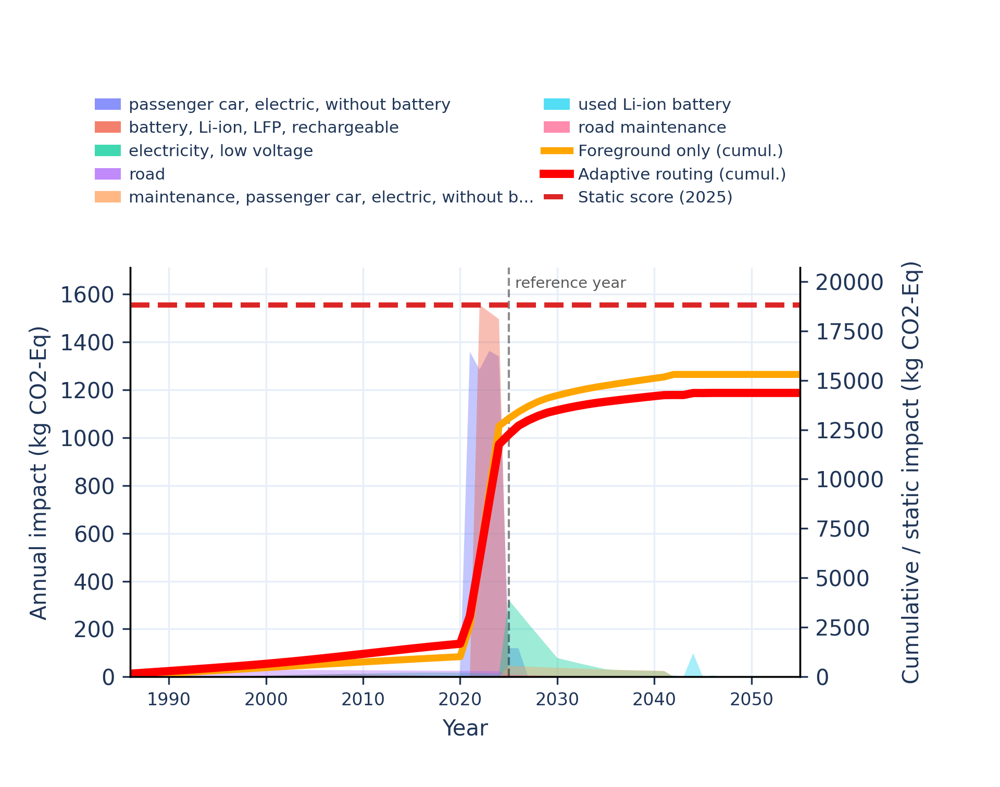 passenger car, electric, without battery
battery, Li-ion, LFP, rechargeable
electricity, low voltage
road
maintenance, passenger car, electric, without b...
used Li-ion battery
road maintenance
Foreground only (cumul.)
Adaptive routing (cumul.)
Static score (2025)
reference year
Annual impact (kg CO2-Eq)
1600
1400
1200
1000
800
600
400
200
0
20000
17500
15000
12500
10000
7500
5000
2500
0
Cumulative / static impact (kg CO2-Eq)
1990 2000 2010 2020 2030 2040 2050
Year